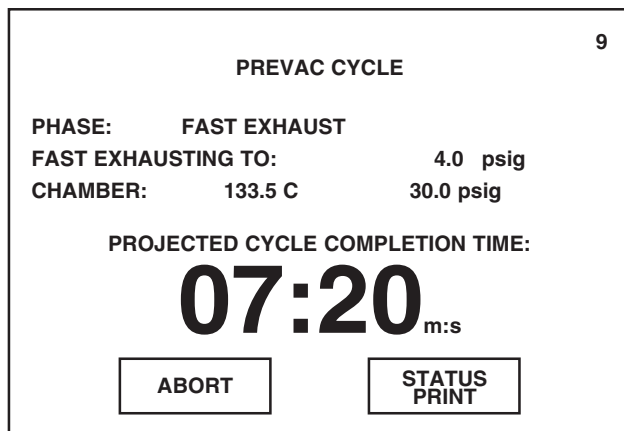 9
PREVAC CYCLE
PHASE: FAST EXHAUST
FAST EXHAUSTING TO: 4.0 psig
CHAMBER: 133.5 C 30.0 psig
PROJECTED CYCLE COMPLETION TIME:
07:20 m:s
ABORT
STATUS
PRINT